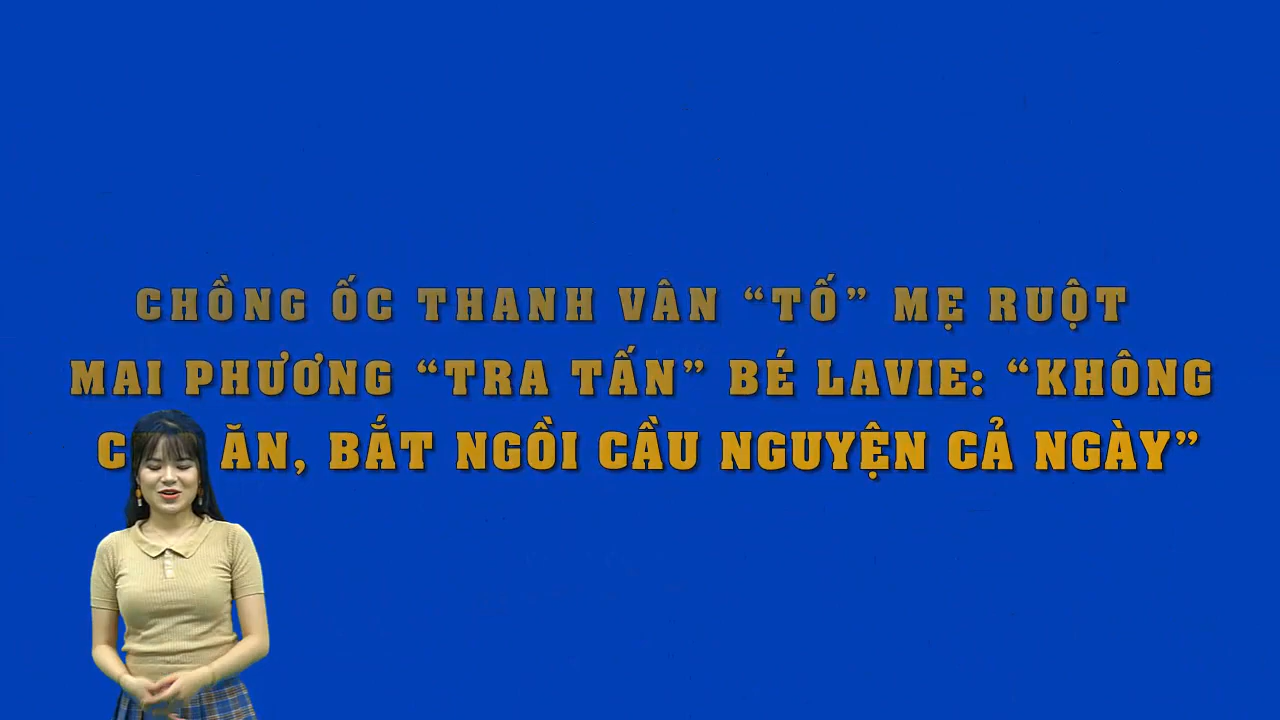 CHỒNG ỐC THANH VÂN “TỐ” MẸ RUỘT
MAI PHƯƠNG “TRA TẤN” BÉ LAVIE: “KHÔNG
ĂN, BẮT NGỒI CẦU NGUYỆN CẢ NGÀY”